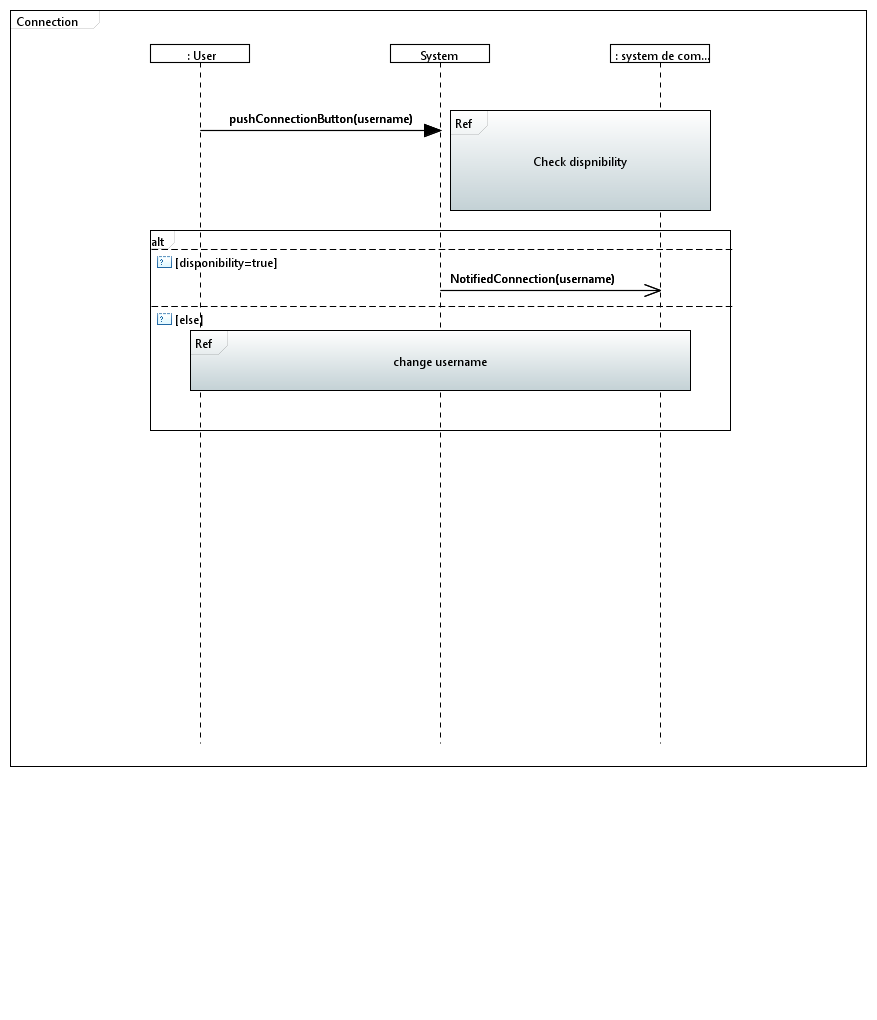 Connection
: User
System
: system de com...
pushConnectionButton(username)
Ref
Check dispnibility
alt
[disponibility=true]
NotifiedConnection(username)
[else]
Ref
change username